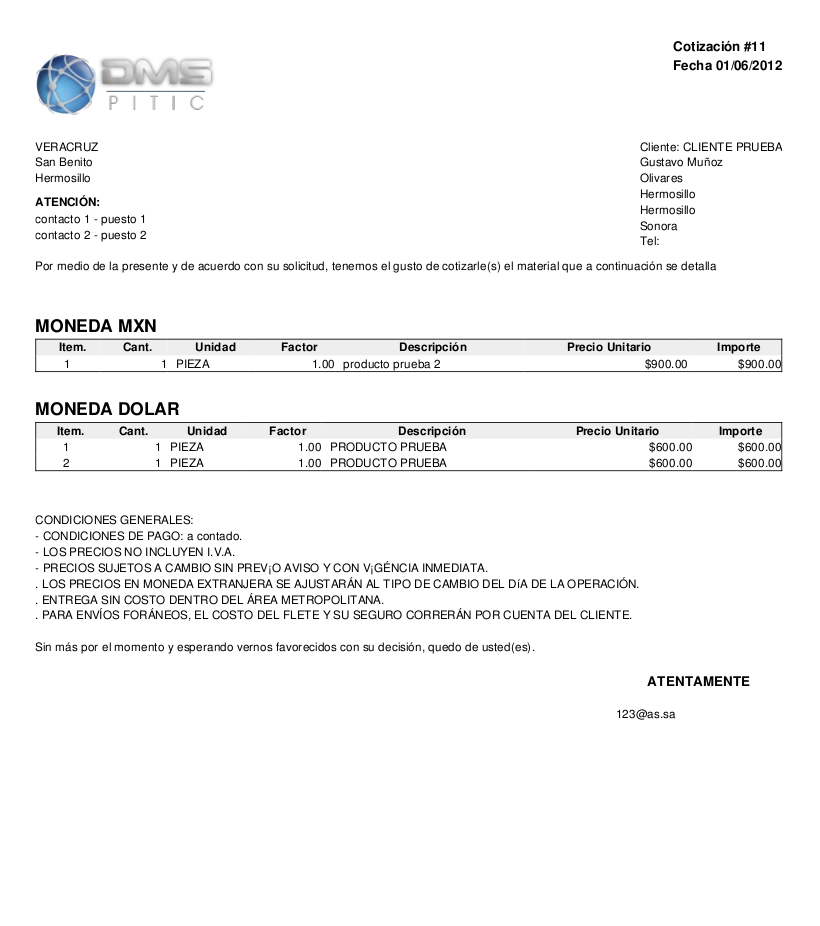 DMS
PITIC
Cotización #11
Fecha 01/06/2012
VERACRUZ
San Benito
Hermosillo
ATENCIÓN:
contacto 1 - puesto 1
contacto 2 - puesto 2
Cliente: CLIENTE PRUEBA
Gustavo Muñoz
Olivares
Hermosillo
Hermosillo
Sonora
Tel:
Por medio de la presente y de acuerdo con su solicitud, tenemos el gusto de cotizarle(s) el material que a continuación se detalla
MONEDA MXN
Item. Cant. Unidad Factor Descripción Precio Unitario Importe
1 1 PIEZA 1.00 producto prueba 2 $900.00 $900.00
MONEDA DOLAR
Item. Cant. Unidad Factor Descripción Precio Unitario Importe
1 1 PIEZA 1.00 PRODUCTO PRUEBA $600.00 $600.00
2 1 PIEZA 1.00 PRODUCTO PRUEBA $600.00 $600.00
CONDICIONES GENERALES:
- CONDICIONES DE PAGO: a contado.
- LOS PRECIOS NO INCLUYEN I.V.A.
- PRECIOS SUJETOS A CAMBIO SIN PREV¡O AVISO Y CON V¡GÉNCIA INMEDIATA.
. LOS PRECIOS EN MONEDA EXTRANJERA SE AJUSTARÁN AL TIPO DE CAMBIO DEL DíA DE LA OPERACIÓN.
. ENTREGA SIN COSTO DENTRO DEL ÁREA METROPOLITANA.
. PARA ENVÍOS FORÁNEOS, EL COSTO DEL FLETE Y SU SEGURO CORRERÁN POR CUENTA DEL CLIENTE.
Sin más por el momento y esperando vernos favorecidos con su decisión, quedo de usted(es).
ATENTAMENTE
123@as.sa